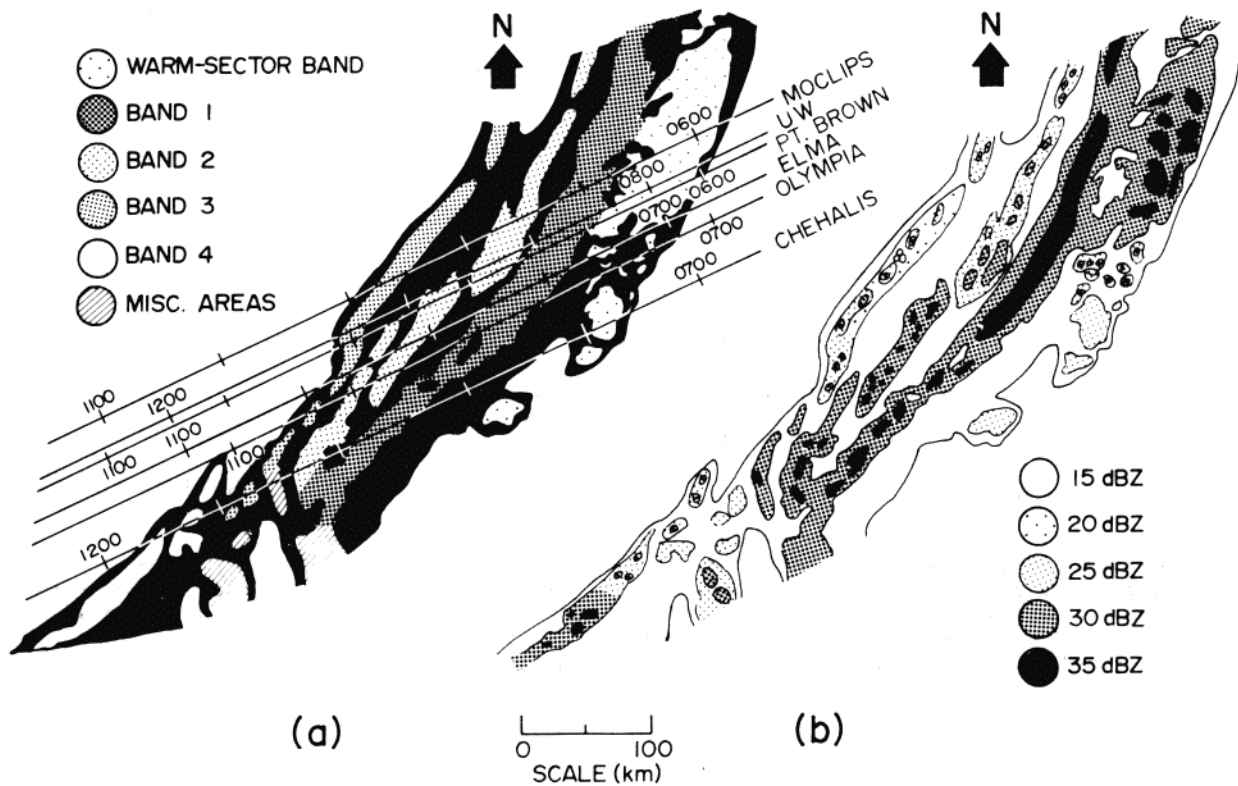 N
WARM-SECTOR BAND
BAND 1
BAND 2
BAND 3
BAND 4
MISC. AREAS
MOCLIPS
UW
PT. BROWN
ELMA
OLYMPIA
CHEHALIS
0600
0800
0600
0700
0700
0700
1100
1200
1100
1100
1100
1200
(a)
N
15 dBZ
20 dBZ
25 dBZ
30 dBZ
35 dBZ
(b)
0 100
SCALE (km)